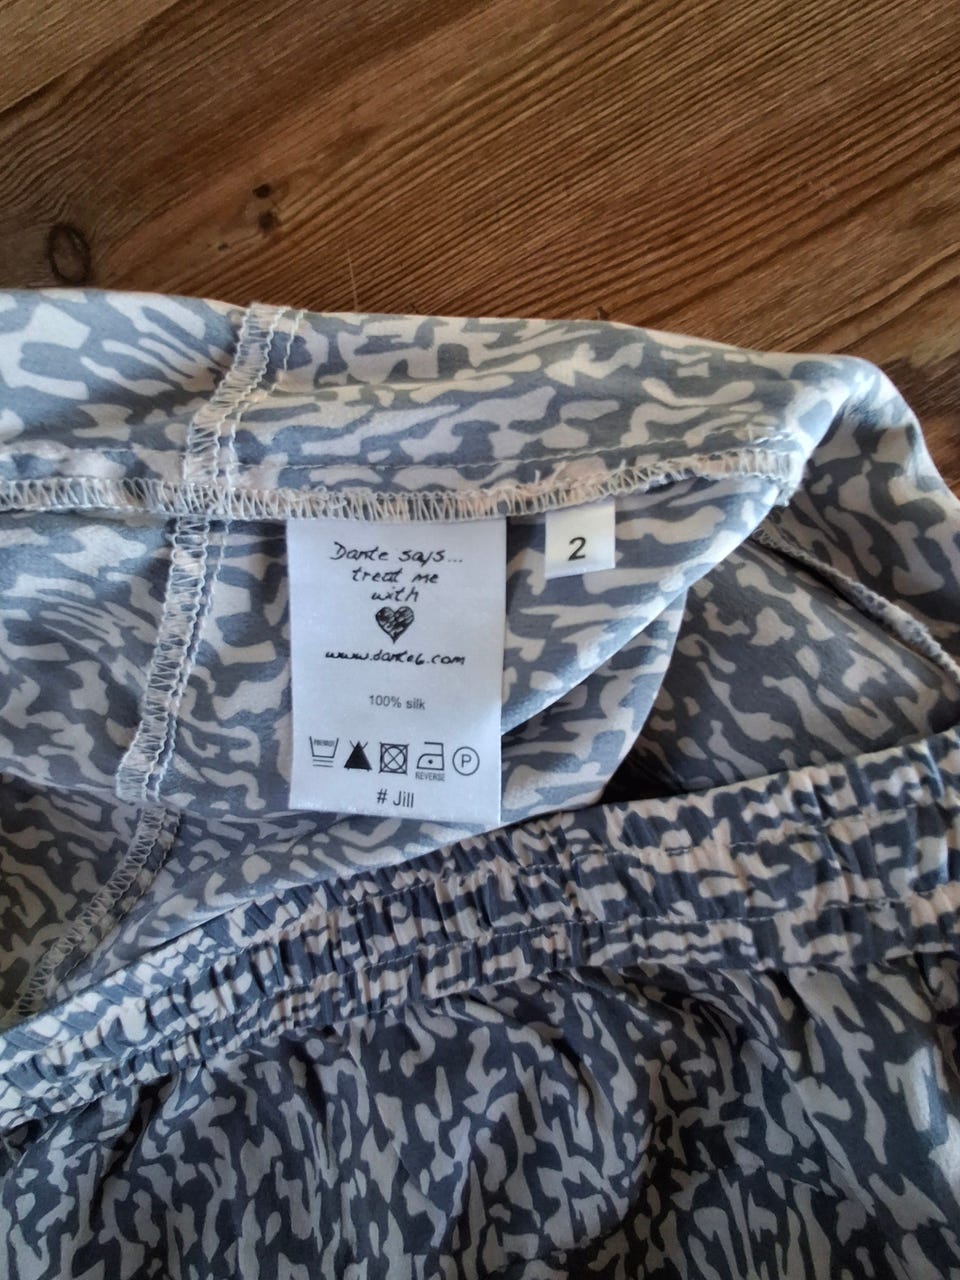 Dante says...
treat me
with
www.dante6.com
100% silk
P
REVERSE
# Jill
2